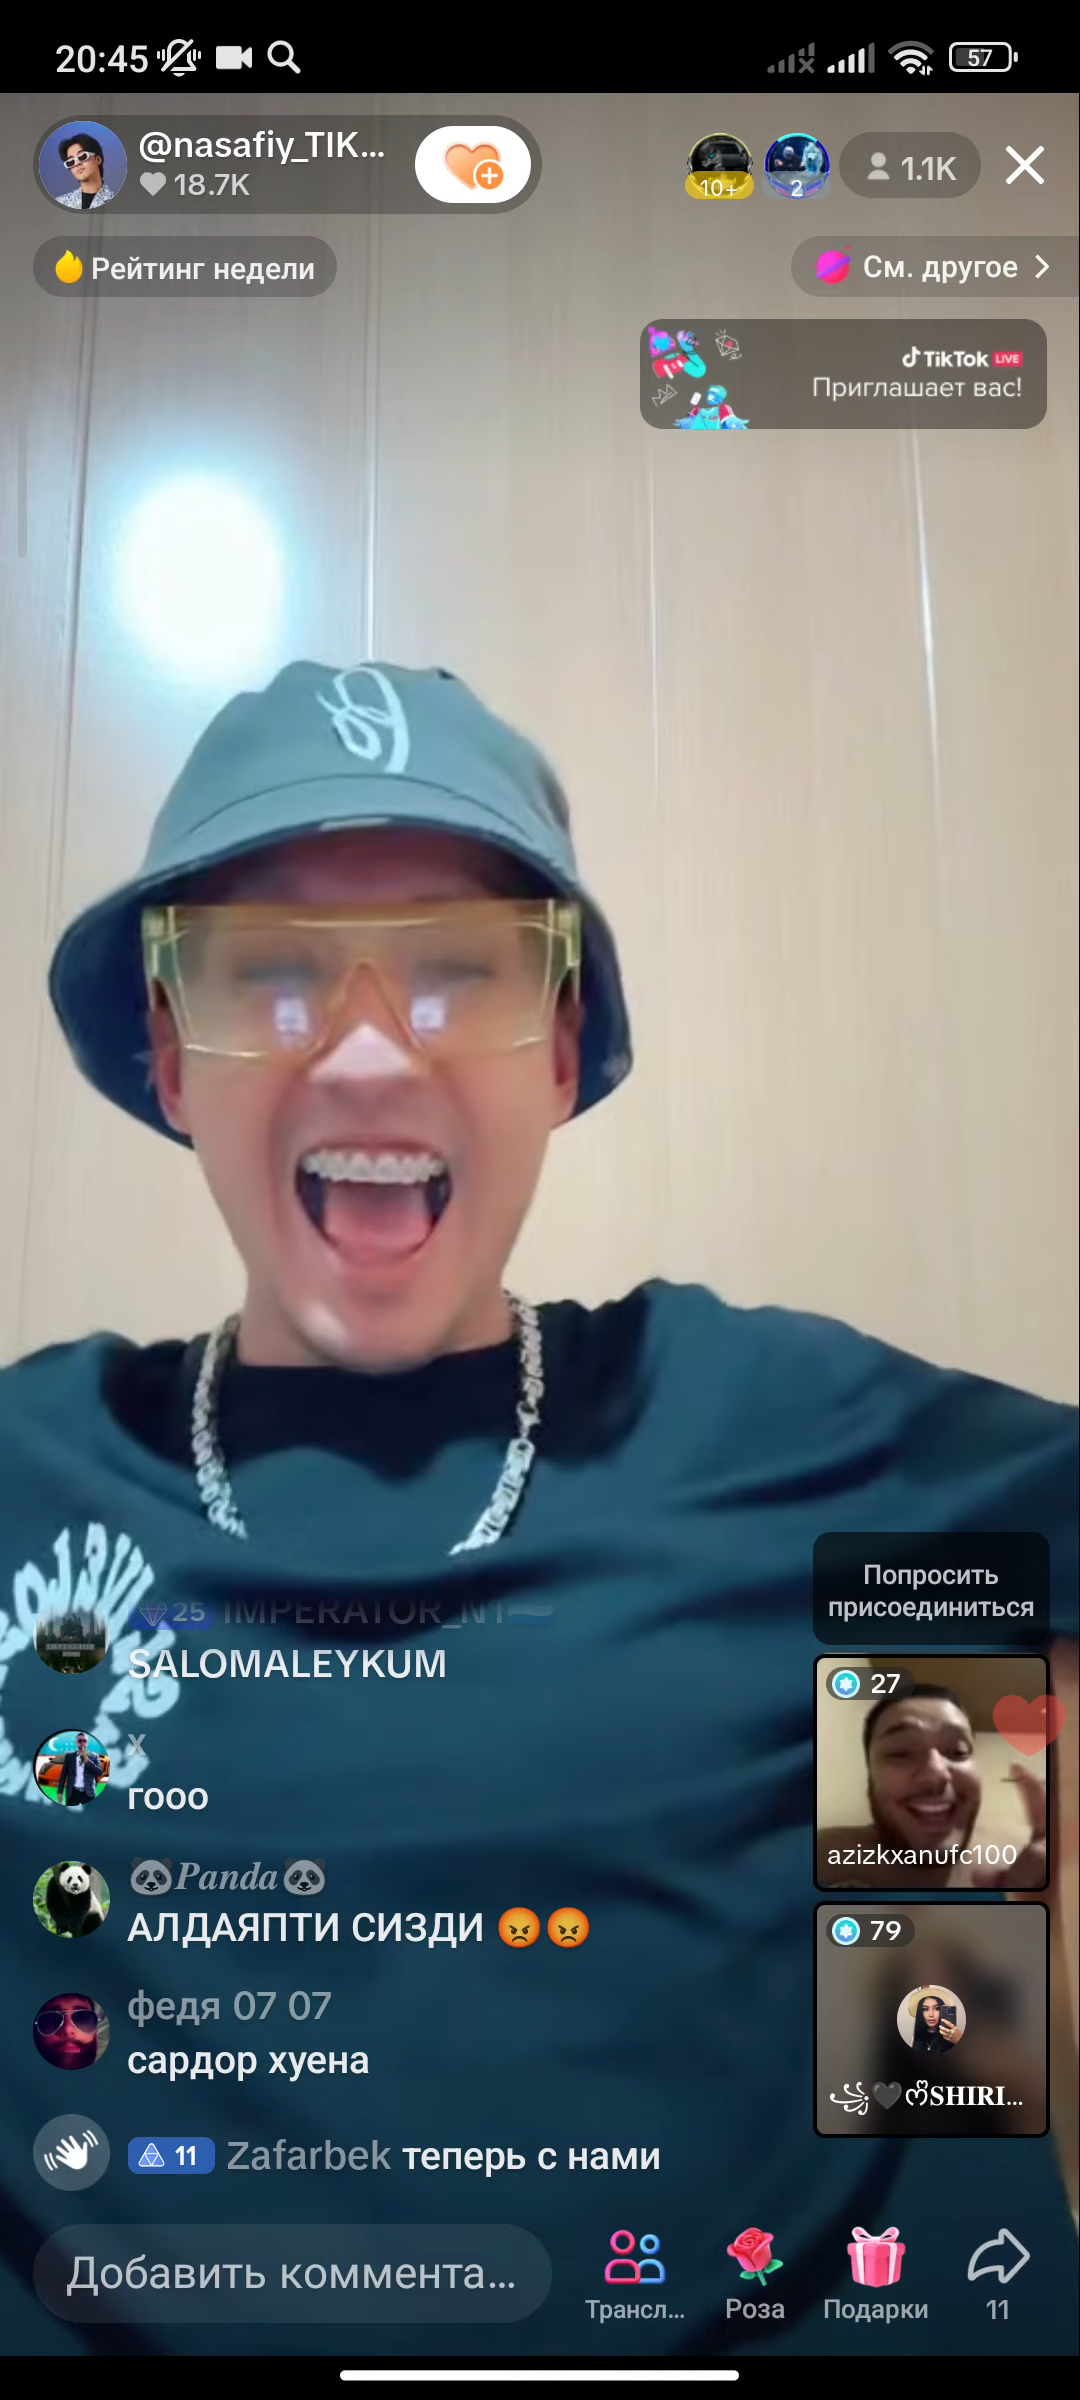 20:45
57
@nasafiy_TIK...
18.7K
10+
2
1.1K
Рейтинг недели
См. другое
TikTok LIVE
Приглашает вас!
Попросить
присоединиться
25 IMPERATOR_N1
SALOMALEYKUM
x
гооо
🐼Panda🐼
АЛДАЯПТИ СИЗДИ 😡😡
федя 07 07
сардор хуена
11 Zafarbek теперь с нами
27
azizkxanufc100
79
SHIRI...
Добавить коммента...
Трансл...
Роза
Подарки
11